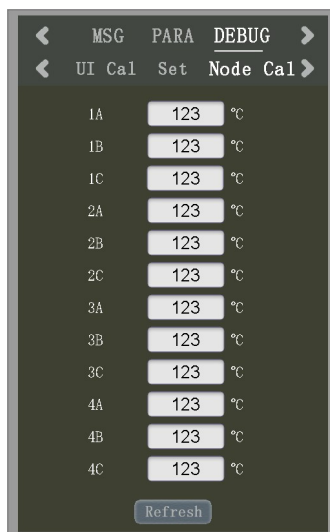 MSG PARA DEBUG
UI Cal Set Node Cal
1A 123 ℃
1B 123 ℃
1C 123 ℃
2A 123 ℃
2B 123 ℃
2C 123 ℃
3A 123 ℃
3B 123 ℃
3C 123 ℃
4A 123 ℃
4B 123 ℃
4C 123 ℃
Refresh